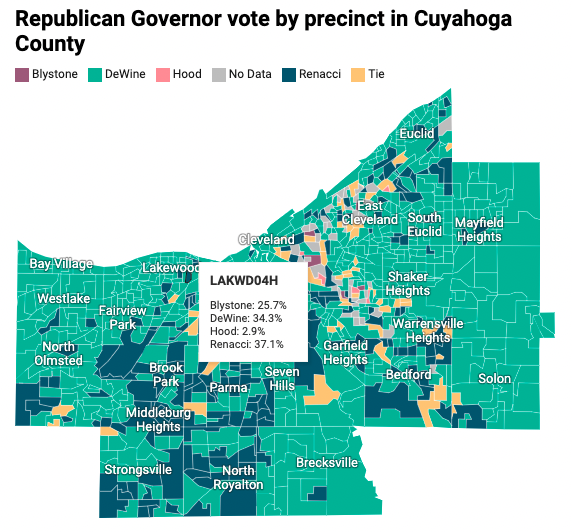 Republican Governor vote by precinct in Cuyahoga
County
Blystone DeWine Hood No Data Renacci Tie
Euclid
East
Cleveland
South
Euclid
Mayfield
Heights
Cleveland
Bay Village
Lakewood
LAKWD04H
Blystone: 25.7%
DeWine: 34.3%
Hood: 2.9%
Renacci: 37.1%
Shaker
Heights
Westlake
Fairview
Park
Warrensville
Heights
North
Olmsted
Garfield
Heights
Brook
Park
Parma
Seven
Hills
Bedford
Solon
Middleburg
Heights
Strongsville
North
Royalton
Brecksville